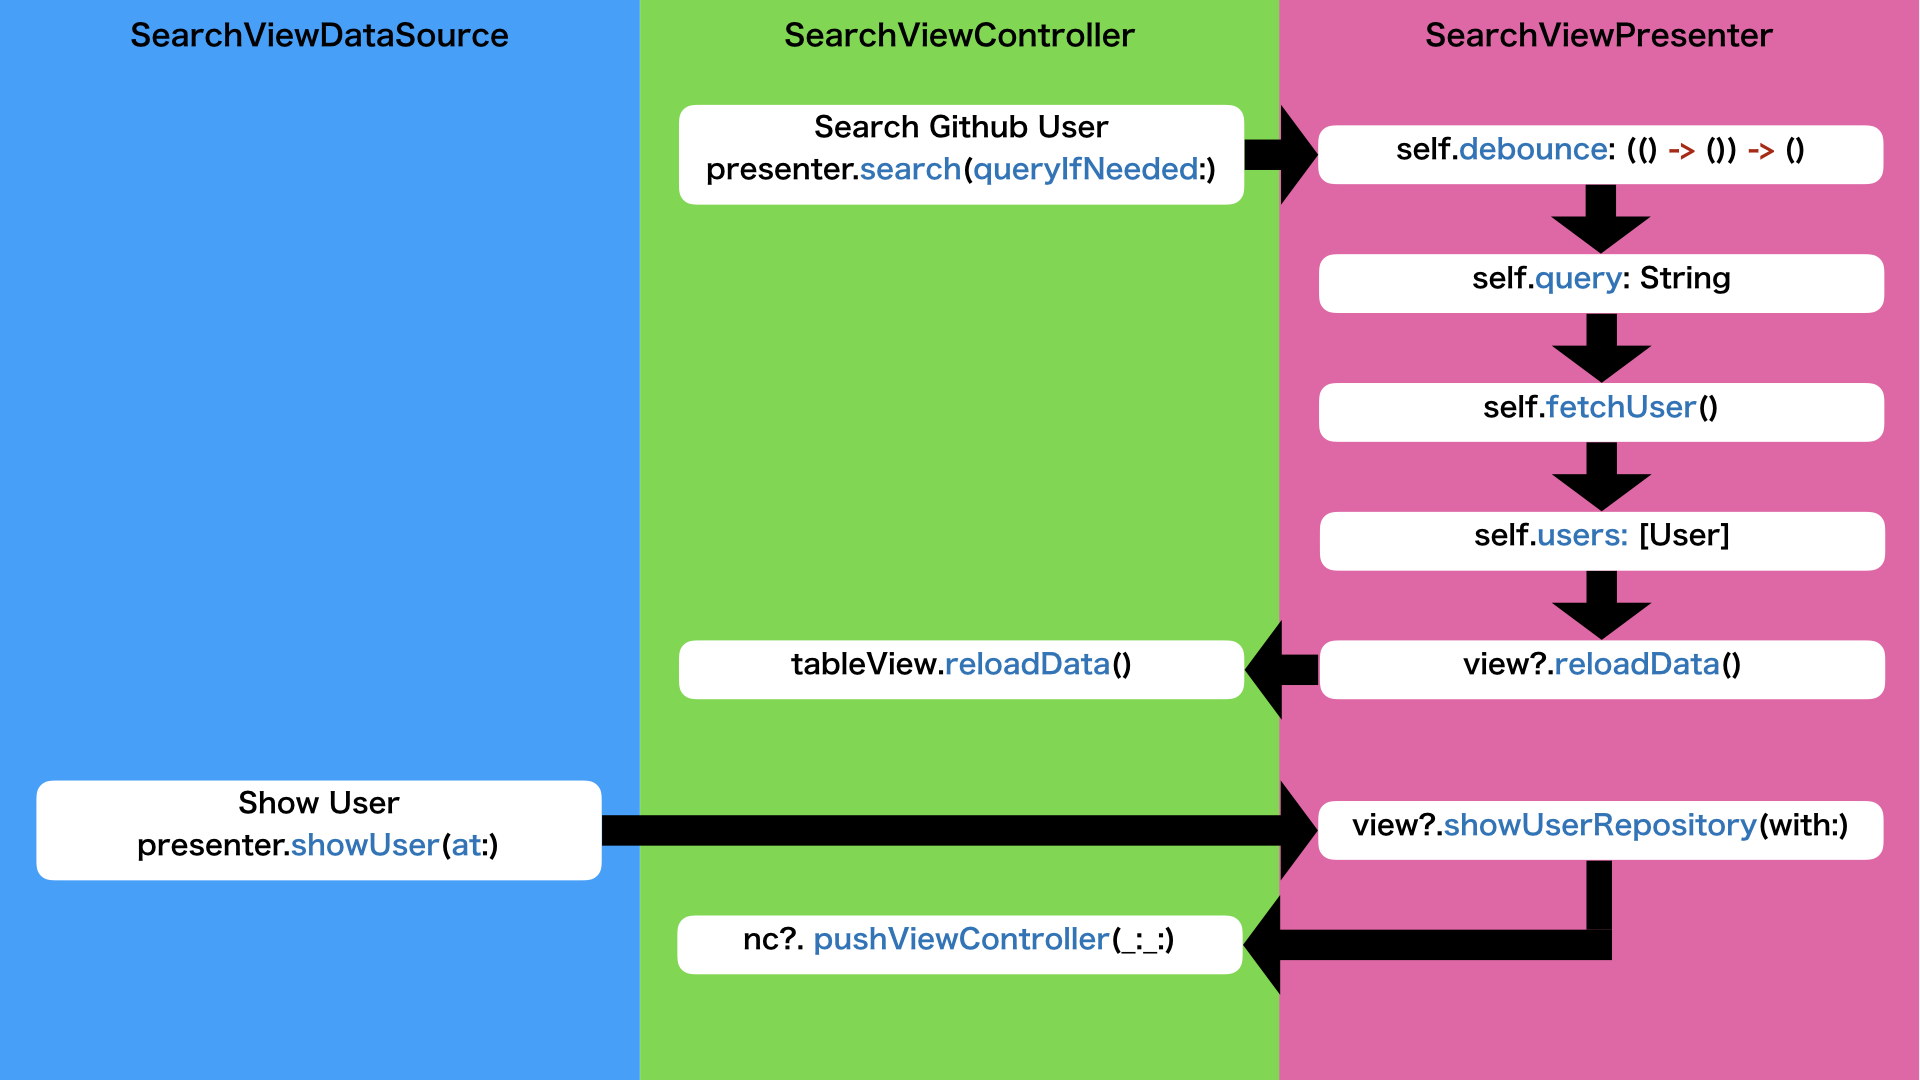 SearchViewDataSource
SearchViewController
SearchViewPresenter
Search Github User
presenter.search(queryIfNeeded:)
self.debounce: (() -> ()) -> ()
self.query: String
self.fetchUser()
self.users: [User]
tableView.reloadData()
view?.reloadData()
Show User
presenter.showUser(at:)
view?.showUserRepository(with:)
nc?. pushViewController(_:_:)